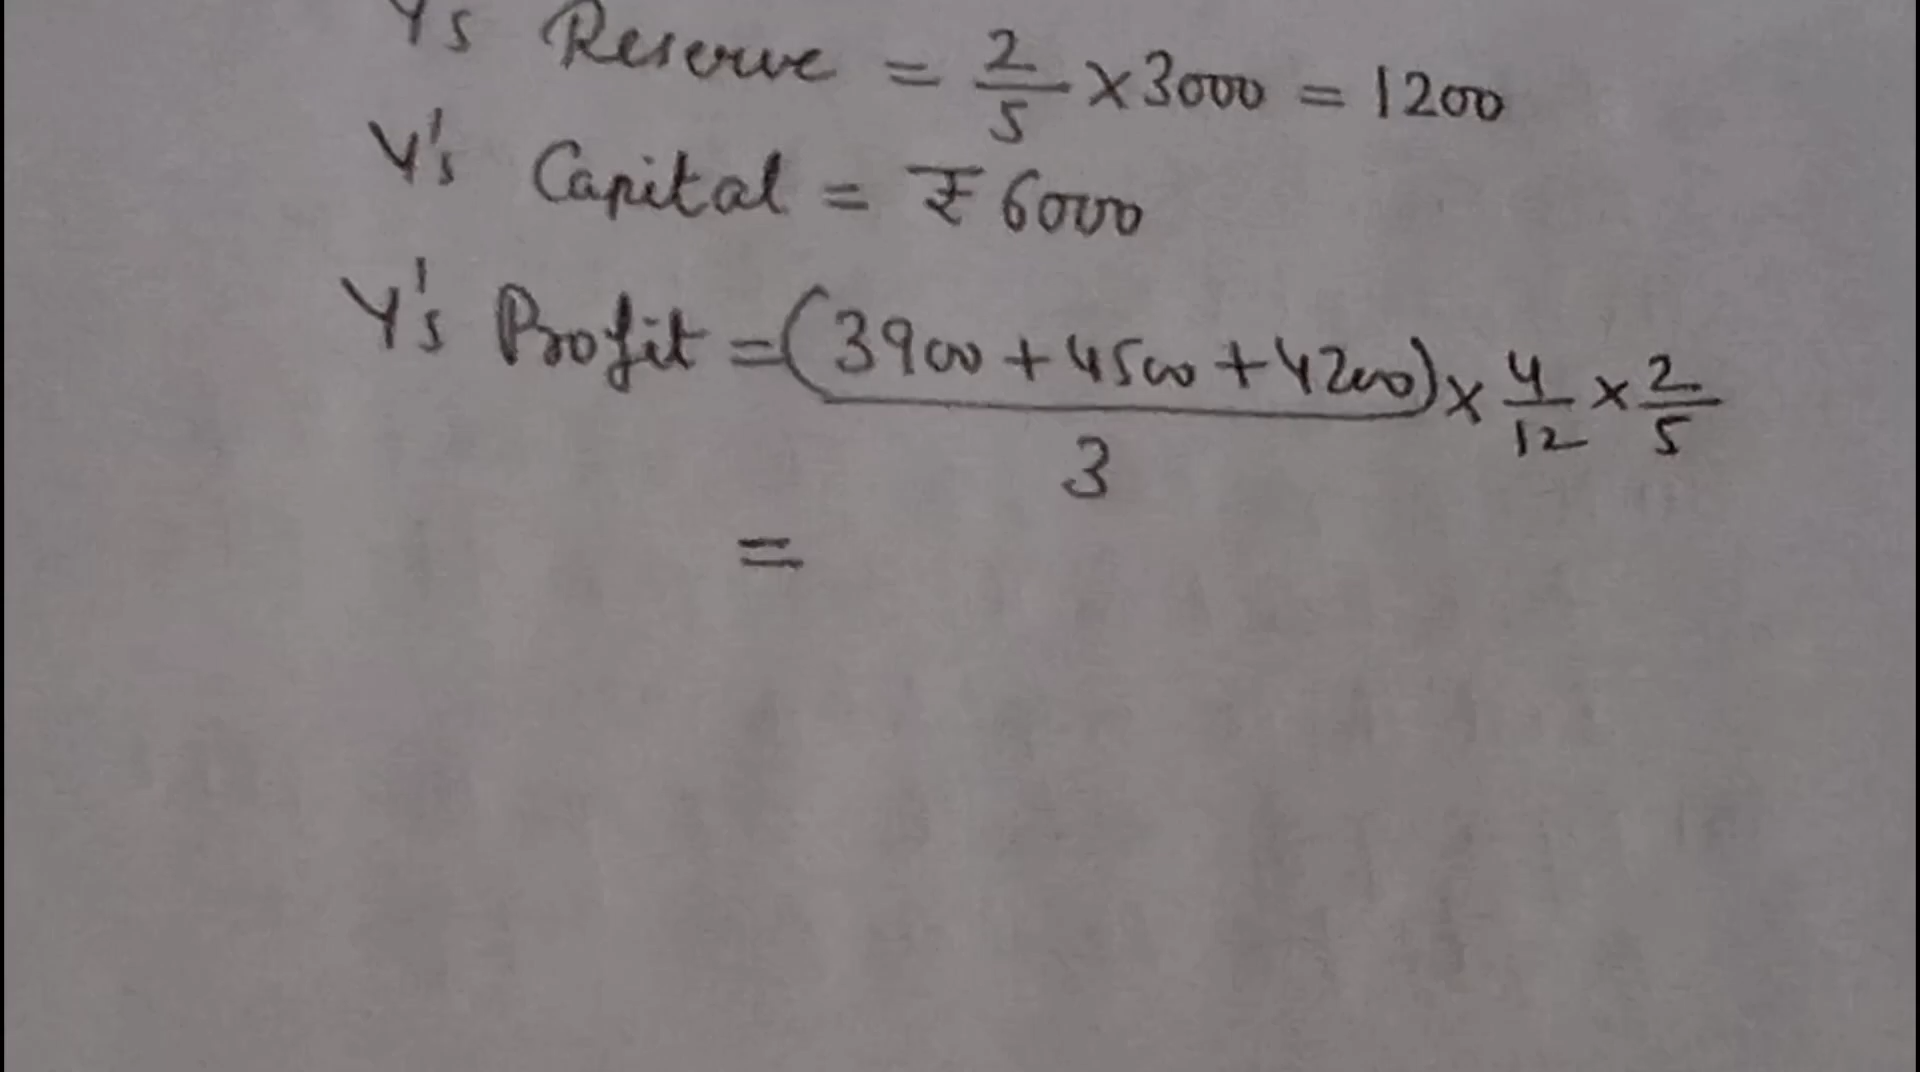 Y's Reserve = 2/5 × 3000 = 1200
Y's Capital = ₹ 6000
Y's Profit = (3900 + 4500 + 4200)/3 × 4/12 × 2/5
=